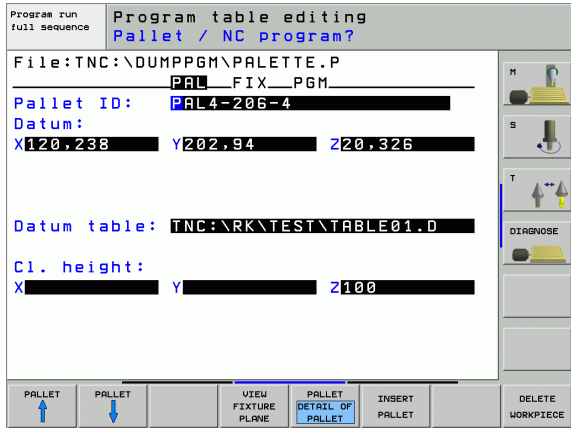 Program run
full sequence
Program table editing
Pallet / NC program?
File:TNC:\DUMPPGM\PALETTE.P
PAL FIX PGM
Pallet ID: PAL4-206-4
Datum:
X120,238 Y202,94 Z20,326
Datum table: TNC:\RK\TEST\TABLE01.D
Cl. height:
X Y Z100
M
S
T
DIAGNOSE
PALLET
PALLET
VIEW
FIXTURE
PLANE
PALLET
DETAIL OF
PALLET
INSERT
PALLET
DELETE
WORKPIECE